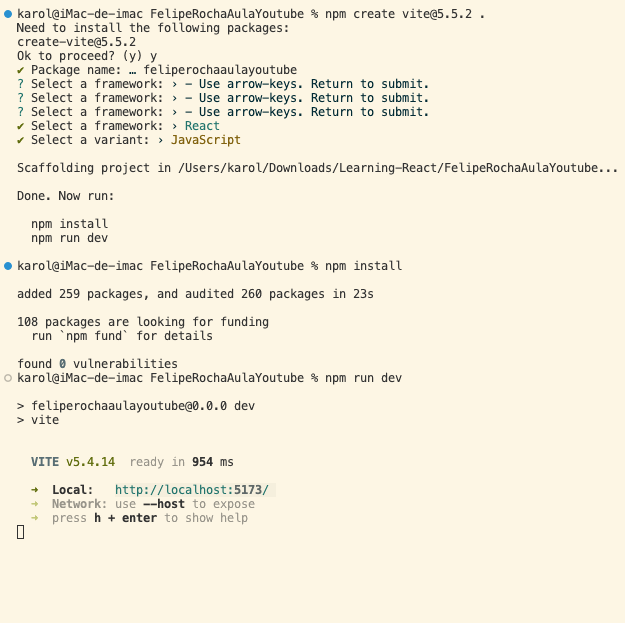 karol@iMac-de-imac FelipeRochaAulaYoutube % npm create vite@5.5.2 .
Need to install the following packages:
create-vite@5.5.2
Ok to proceed? (y) y
✔ Package name: … feliperochaaulayoutube
? Select a framework: › - Use arrow-keys. Return to submit.
? Select a framework: › - Use arrow-keys. Return to submit.
? Select a framework: › - Use arrow-keys. Return to submit.
✔ Select a framework: › React
✔ Select a variant: › JavaScript
Scaffolding project in /Users/karol/Downloads/Learning-React/FelipeRochaAulaYoutube...
Done. Now run:
npm install
npm run dev
karol@iMac-de-imac FelipeRochaAulaYoutube % npm install
added 259 packages, and audited 260 packages in 23s
108 packages are looking for funding
run `npm fund` for details
found 0 vulnerabilities
karol@iMac-de-imac FelipeRochaAulaYoutube % npm run dev
> feliperochaaulayoutube@0.0.0 dev
> vite
VITE v5.4.14 ready in 954 ms
➜ Local: http://localhost:5173/
➜ Network: use --host to expose
➜ press h + enter to show help